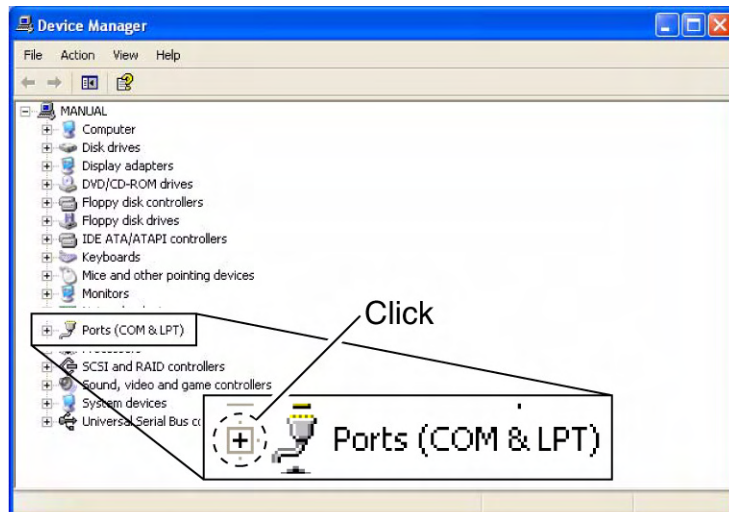 Device Manager
File Action View Help
MANUAL
Computer
Disk drives
Display adapters
DVD/CD-ROM drives
Floppy disk controllers
Floppy disk drives
IDE ATA/ATAPI controllers
Keyboards
Mice and other pointing devices
Monitors
Ports (COM & LPT)
Click
SCSI and RAID controllers
Sound, video and game controllers
System devices
Universal Serial Bus
Ports (COM & LPT)